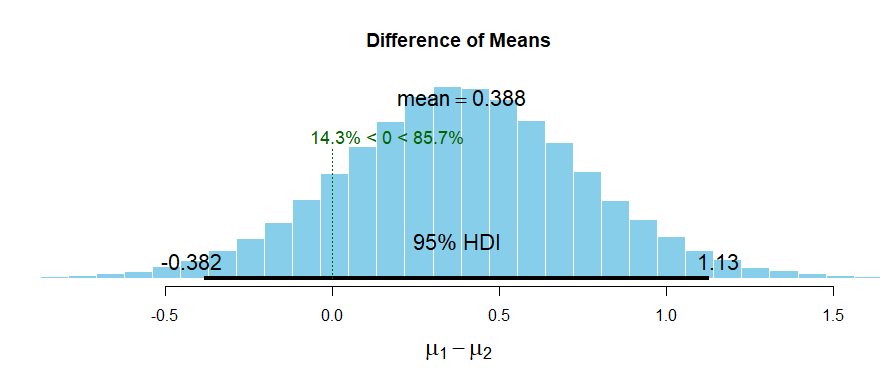 Difference of Means
mean = 0.388
14.3% < 0 < 85.7%
95% HDI
-0.382 1.13
-0.5 0.0 0.5 1.0 1.5
μ1 − μ2